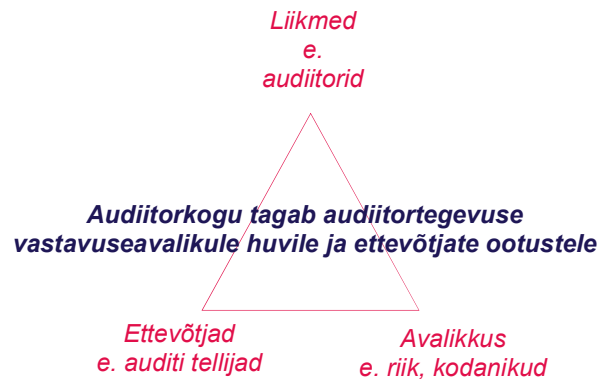 Liikmed
e.
audiitorid
Audiitorkogu tagab audiitortegevuse
vastavuseavalikule huvile ja ettevõtjate ootustele
Ettevõtjad
e. auditi tellijad
Avalikkus
e. riik, kodanikud